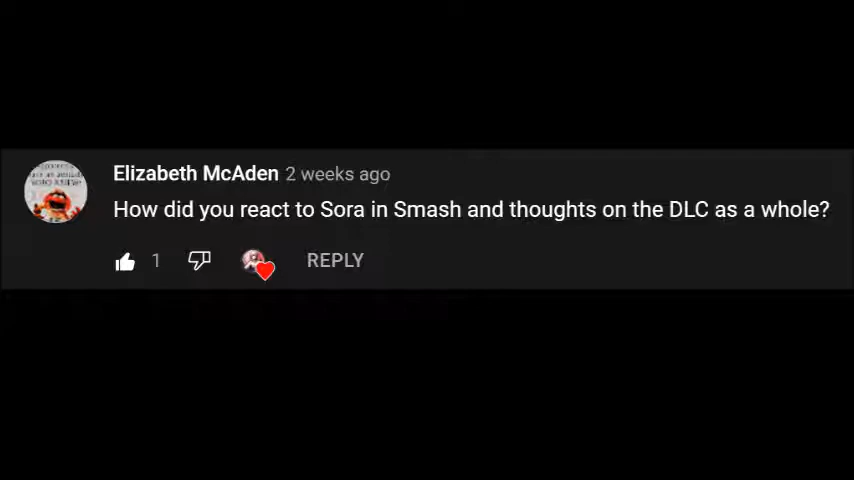 Elizabeth McAden 2 weeks ago
How did you react to Sora in Smash and thoughts on the DLC as a whole?
1 REPLY